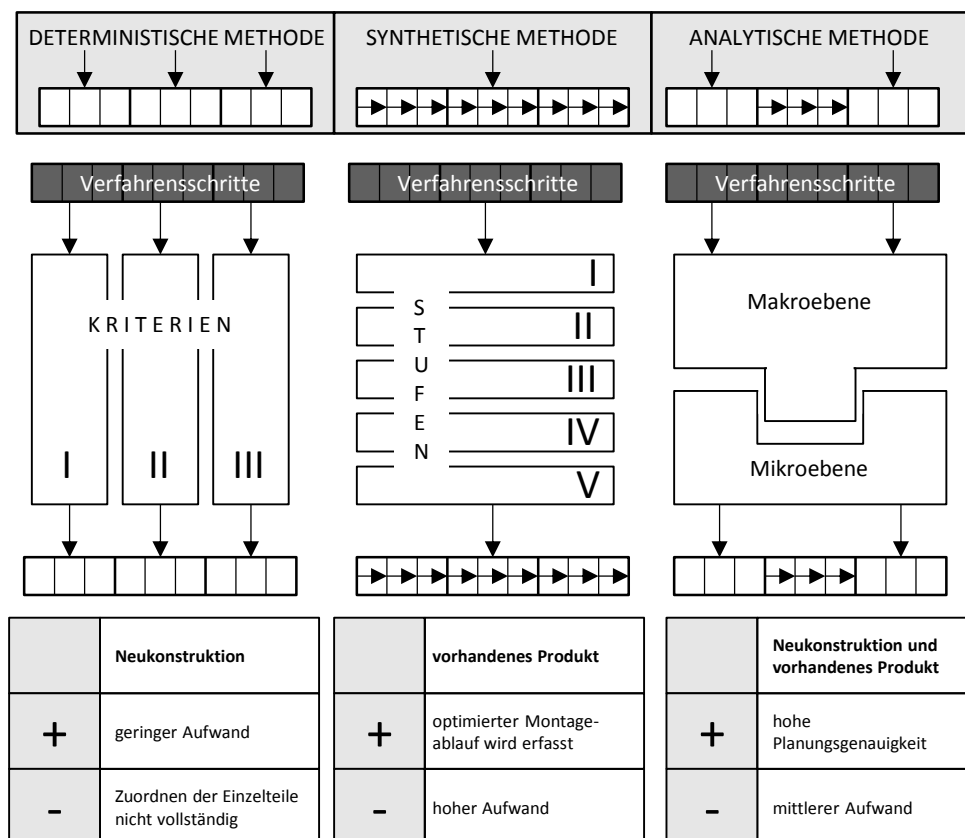 DETERMINISTISCHE METHODE
SYNTHETISCHE METHODE
ANALYTISCHE METHODE
Verfahrensschritte
Verfahrensschritte
Verfahrensschritte
KRITERIEN
I
II
III
STUFEN
I
II
III
IV
V
Makroebene
Mikroebene
Neukonstruktion
+
geringer Aufwand
-
Zuordnen der Einzelteile
nicht vollständig
vorhandenes Produkt
+
optimierter Montage-
ablauf wird erfasst
-
hoher Aufwand
Neukonstruktion und
vorhandenes Produkt
+
hohe
Planungsgenauigkeit
-
mittlerer Aufwand